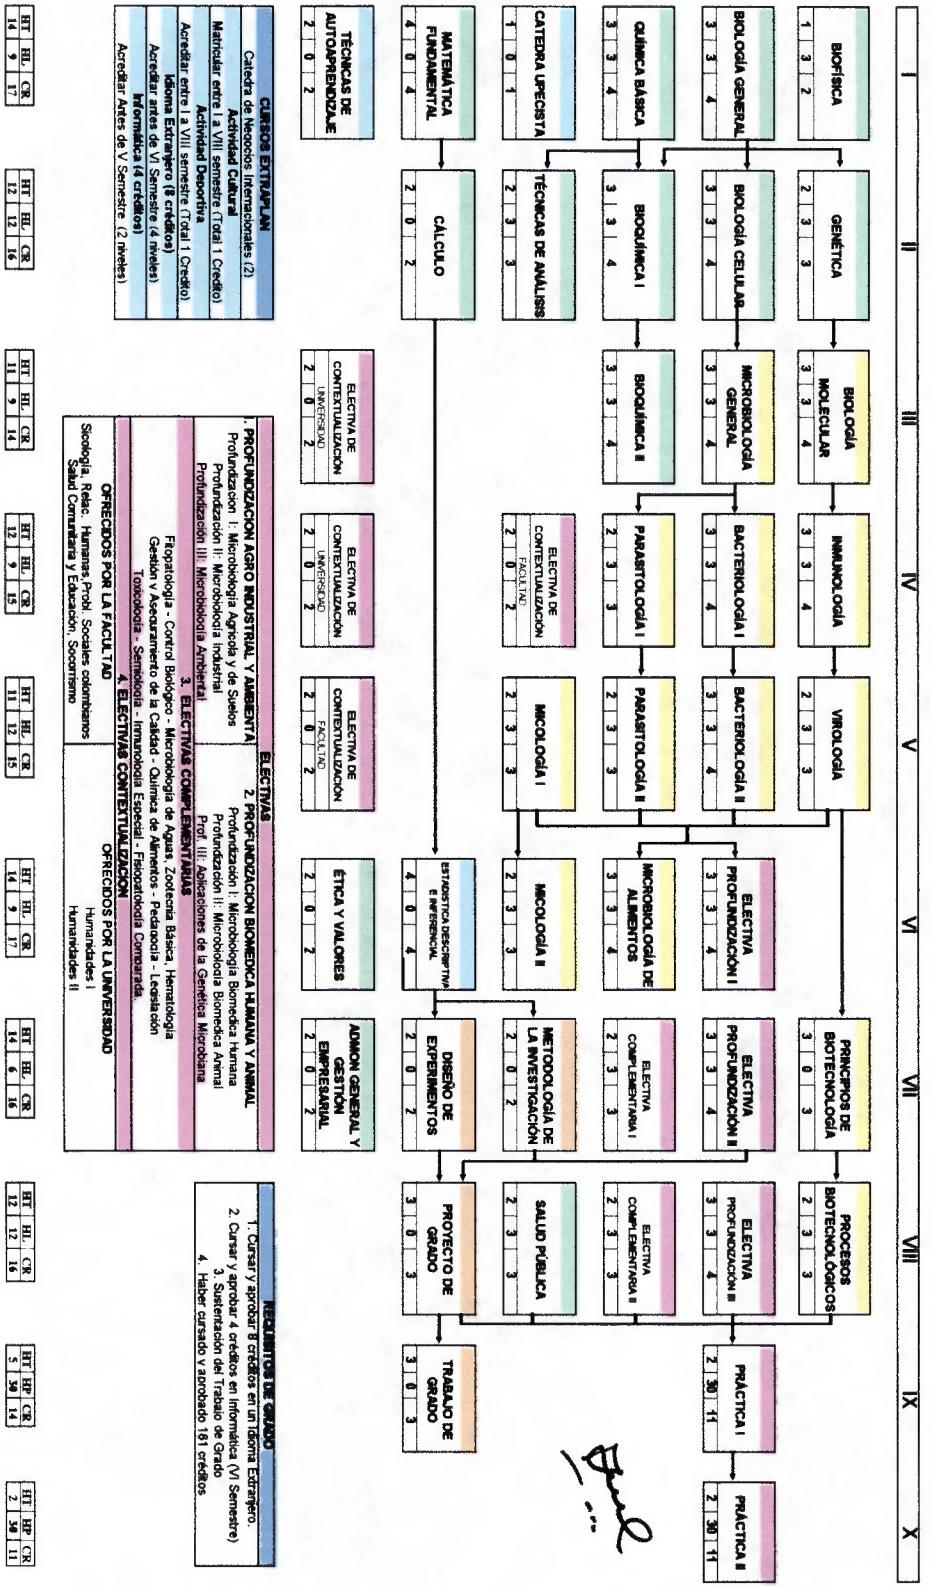 I II III IV V VI VII VIII IX X
BIOFÍSICA
1 3 2
GENÉTICA
2 3 3
BIOLOGÍA
MOLECULAR
3 3 4
INMUNOLOGÍA
3 3 4
VIROLOGÍA
2 3 3
PRINCIPIOS DE
BIOTECNOLOGÍA
3 0 3
PROCESOS
BIOTECNOLÓGICOS
2 3 3
BIOLOGÍA GENERAL
3 3 4
BIOLOGÍA CELULAR
3 3 4
MICROBIOLOGÍA
GENERAL
3 3 4
BACTERIOLOGÍA I
3 3 4
BACTERIOLOGÍA II
3 3 4
ELECTIVA
PROFUNDIZACIÓN I
3 3 4
ELECTIVA
PROFUNDIZACIÓN II
3 3 4
ELECTIVA
PROFUNDIZACIÓN III
3 3 4
PRÁCTICA I
2 30 11
PRÁCTICA II
2 30 11
QUÍMICA BÁSICA
3 3 4
BIOQUÍMICA I
3 3 4
BIOQUÍMICA II
3 3 4
PARASITOLOGÍA I
2 3 3
PARASITOLOGÍA II
2 3 3
MICROBIOLOGÍA DE
ALIMENTOS
3 3 4
ELECTIVA
COMPLEMENTARIA I
2 3 3
ELECTIVA
COMPLEMENTARIA II
2 3 3
CATEDRA UPECISTA
1 0 1
TÉCNICAS DE ANÁLISIS
2 3 3
ELECTIVA DE
CONTEXTUALIZACIÓN
FACULTAD
2 0 2
MICOLOGÍA I
2 3 3
MICOLOGÍA II
2 3 3
METODOLOGÍA DE
LA INVESTIGACIÓN
2 0 2
SALUD PÚBLICA
2 3 3
MATEMÁTICA
FUNDAMENTAL
4 0 4
CÁLCULO
2 0 2
ESTADISTICA DESCRIPTIVA
E INFERENCIAL
4 0 4
DISEÑO DE
EXPERIMENTOS
2 0 2
PROYECTO DE
GRADO
3 0 3
TRABAJO DE
GRADO
3 0 3
TÉCNICAS DE
AUTOAPRENDIZAJE
2 0 2
ELECTIVA DE
CONTEXTUALIZACIÓN
UNIVERSIDAD
2 0 2
ELECTIVA DE
CONTEXTUALIZACIÓN
UNIVERSIDAD
2 0 2
ELECTIVA DE
CONTEXTUALIZACIÓN
FACULTAD
2 0 2
ÉTICA Y VALORES
2 0 2
ADMON GENERAL Y
GESTIÓN
EMPRESARIAL
2 0 2
CURSOS EXTRAPLAN
Catedra de Negocios Internacionales (2)
Actividad Cultural
Matricular entre I a VIII semestre (Total 1 Credito)
Actividad Deportiva
Acreditar entre I a VIII semestre (Total 1 Credito)
Idioma Extranjero (8 créditos)
Acreditar antes de VI Semestre (4 niveles)
Informática (4 créditos)
Acreditar Antes de V Semestre (2 niveles)
ELECTIVAS
1. PROFUNDIZACION AGRO INDUSTRIAL Y AMBIENTAL
Profundizacion I: Microbiología Agricola y de Suelos
Profundización II: Microbiología Industrial
Profundización III: Microbiología Ambiental
2. PROFUNDIZACION BIOMEDICA HUMANA Y ANIMAL
Profundización I: Microbiología Biomedica Humana
Profundización II: Microbiología Biomedica Animal
Prof. III: Aplicaciones de la Genética Microbiana
3. ELECTIVAS COMPLEMENTARIAS
Fitopatología - Control Biológico - Microbiología de Aguas, Zootecnia Básica, Hematología
Gestión y Aseguramiento de la Calidad - Química de Alimentos - Pedagogía - Legislación
Toxicología - Semiología - Inmunología Especial - Fisiopatología Comparada.
4. ELECTIVAS CONTEXTUALIZACION
OFRECIDOS POR LA FACULTAD
Sicología, Relac. Humanas, Probl. Sociales colombianos
Salud Comunitaria y Educación, Socorrismo
OFRECIDOS POR LA UNIVERSIDAD
Humanidades I
Humanidades II
REQUISITOS DE GRADO
1. Cursar y aprobar 8 créditos en un Idioma Extranjero.
2. Cursar y aprobar 4 créditos en Informática (VI Semestre)
3. Sustentación del Trabajo de Grado
4. Haber cursado y aprobado 161 créditos
HT HL CR
14 9 17
HT HL CR
12 12 16
HT HL CR
11 9 14
HT HL CR
12 9 15
HT HL CR
11 12 15
HT HL CR
14 9 17
HT HL CR
14 6 16
HT HL CR
12 12 16
HT HP CR
5 30 14
HT HP CR
2 30 11